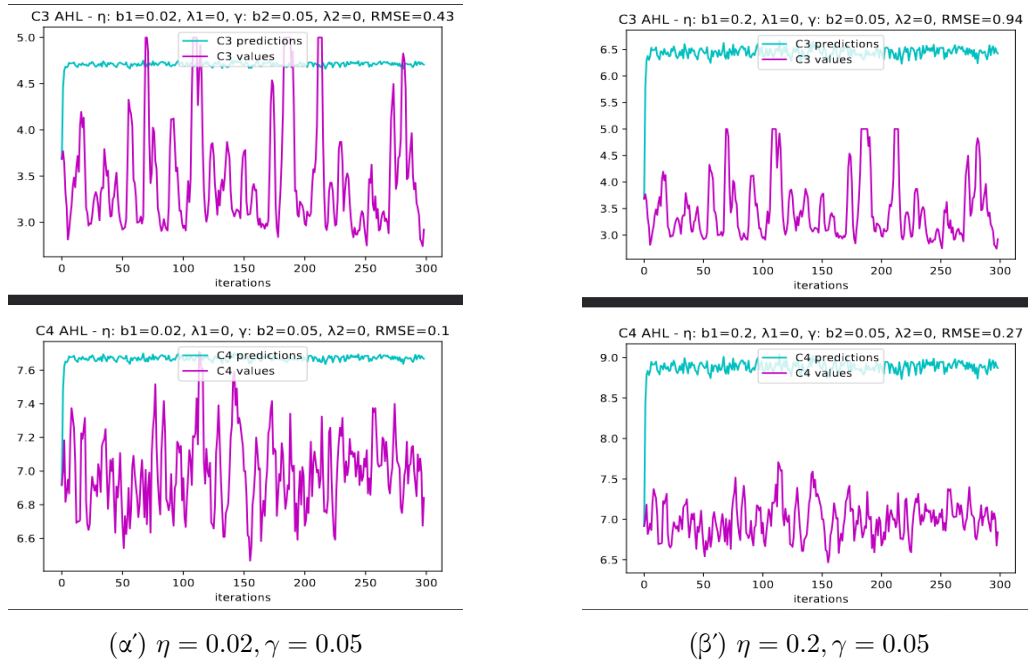 C3 AHL - η: b1=0.02, λ1=0, γ: b2=0.05, λ2=0, RMSE=0.43
C3 predictions
C3 values
5.0
4.5
4.0
3.5
3.0
0
50
100
150
200
250
300
iterations
C4 AHL - η: b1=0.02, λ1=0, γ: b2=0.05, λ2=0, RMSE=0.1
C4 predictions
C4 values
7.6
7.4
7.2
7.0
6.8
6.6
0
50
100
150
200
250
300
iterations
(α′) η = 0.02, γ = 0.05
C3 AHL - η: b1=0.2, λ1=0, γ: b2=0.05, λ2=0, RMSE=0.94
C3 predictions
C3 values
6.5
6.0
5.5
5.0
4.5
4.0
3.5
3.0
0
50
100
150
200
250
300
iterations
C4 AHL - η: b1=0.2, λ1=0, γ: b2=0.05, λ2=0, RMSE=0.27
C4 predictions
C4 values
9.0
8.5
8.0
7.5
7.0
6.5
0
50
100
150
200
250
300
iterations
(β′) η = 0.2, γ = 0.05